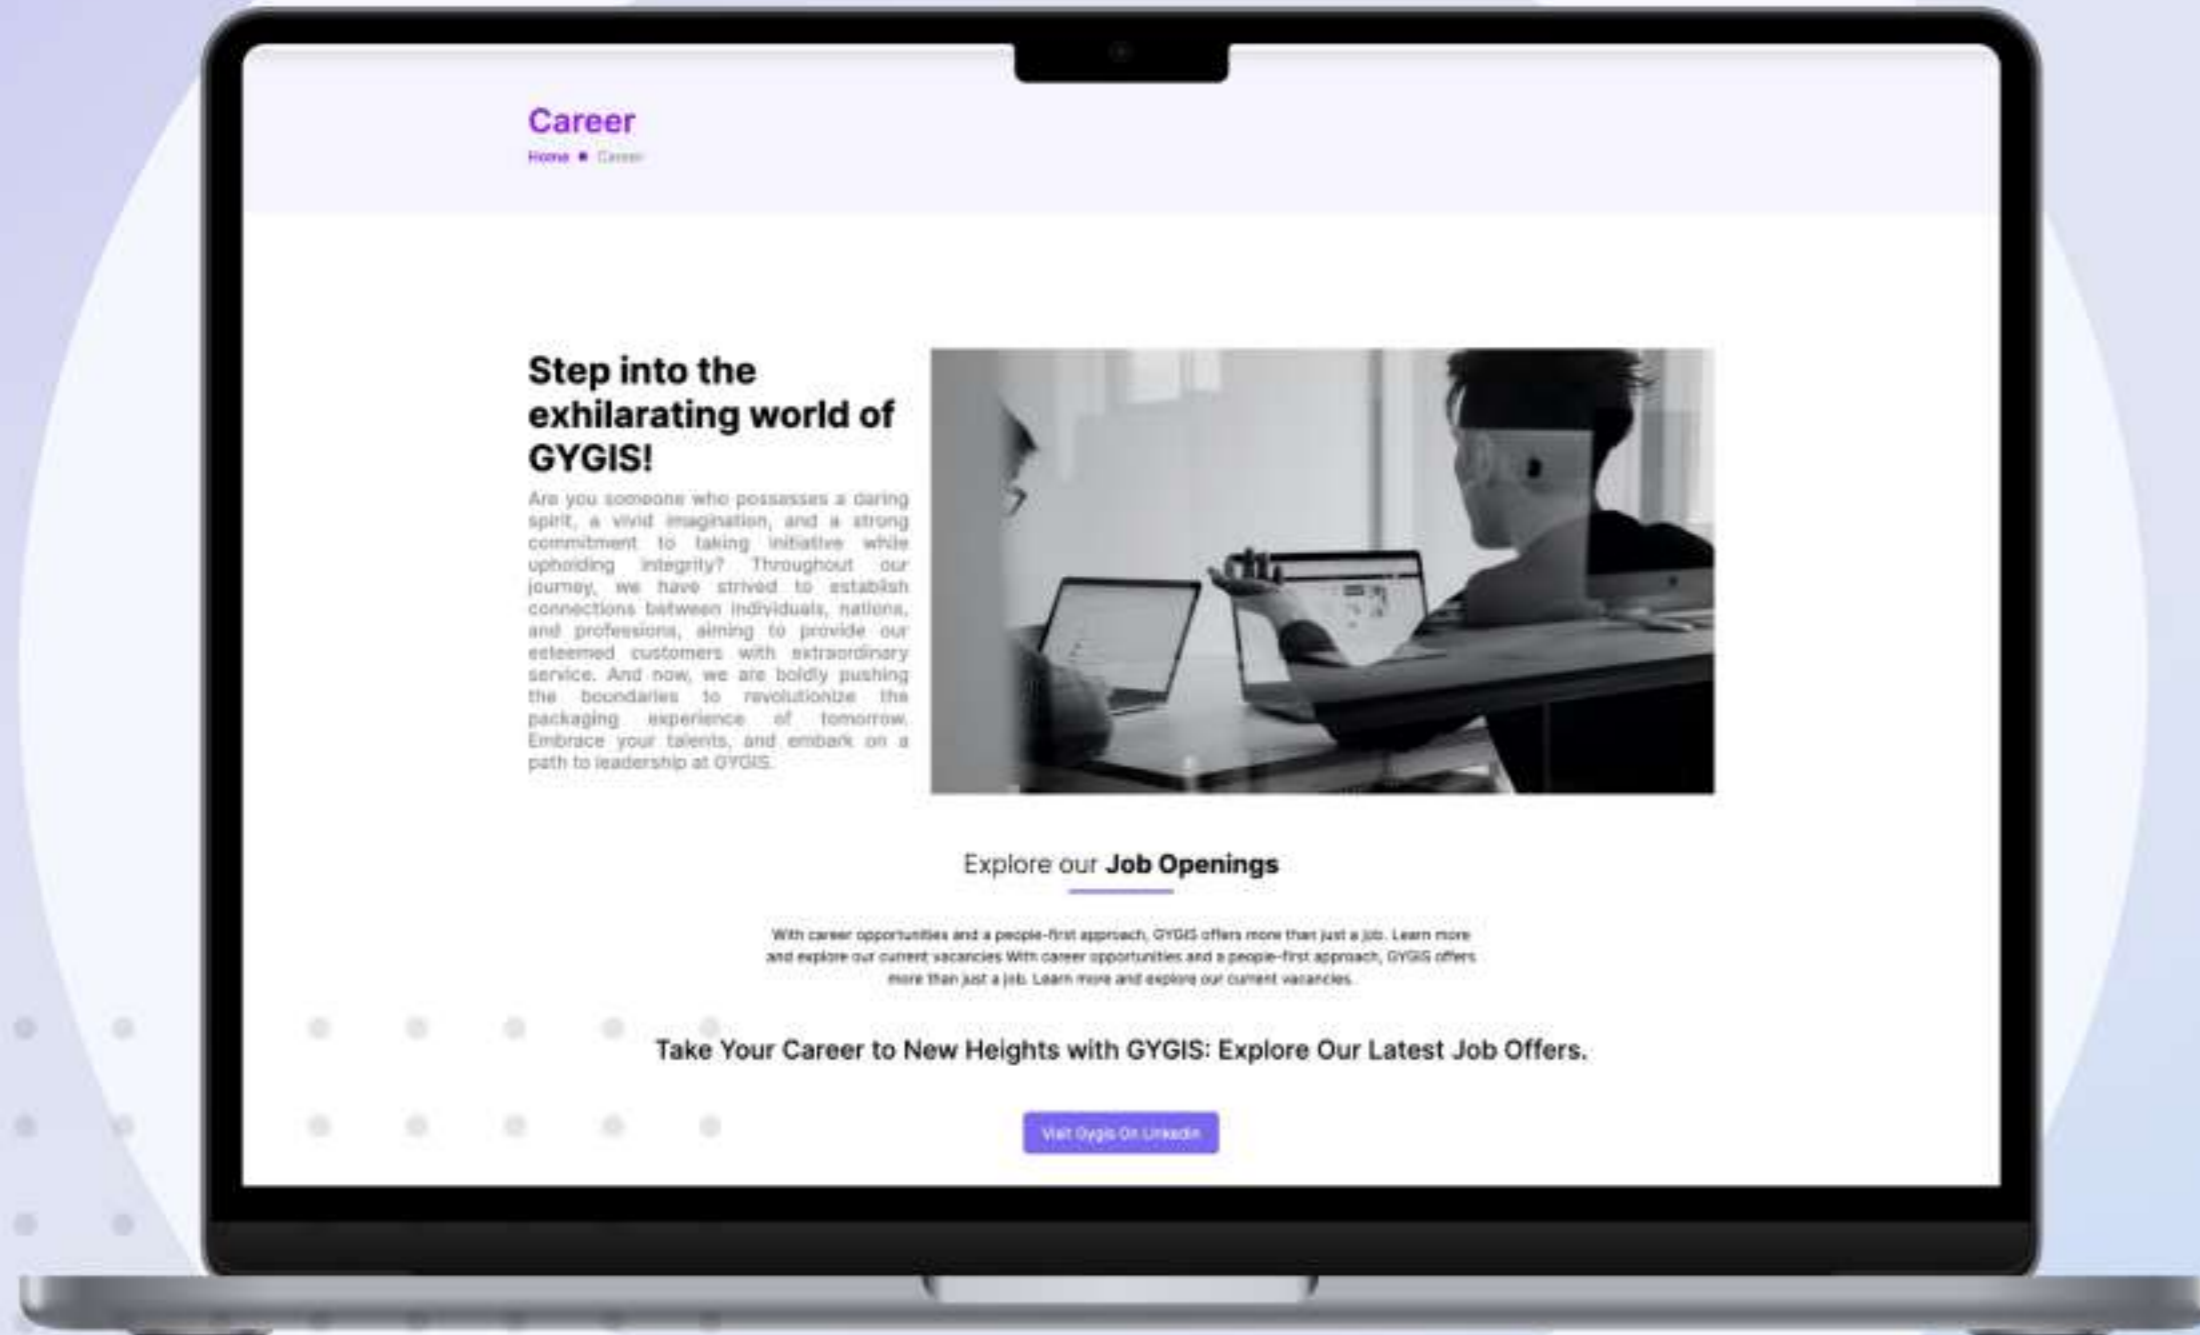 Career
Home • Career
Step into the
exhilarating world of
GYGIS!
Are you someone who possesses a daring
spirit, a vivid imagination, and a strong
commitment to taking initiative while
upholding integrity? Throughout our
journey, we have strived to establish
connections between individuals, nations,
and professions, aiming to provide our
esteemed customers with extraordinary
service. And now, we are boldly pushing
the boundaries to revolutionize the
packaging experience of tomorrow.
Embrace your talents, and embark on a
path to leadership at GYGIS.
Explore our Job Openings
With career opportunities and a people-first approach, GYGIS offers more than just a job. Learn more
and explore our current vacancies With career opportunities and a people-first approach, GYGIS offers
more than just a job. Learn more and explore our current vacancies.
Take Your Career to New Heights with GYGIS: Explore Our Latest Job Offers.
Visit Gygis On Linkedin